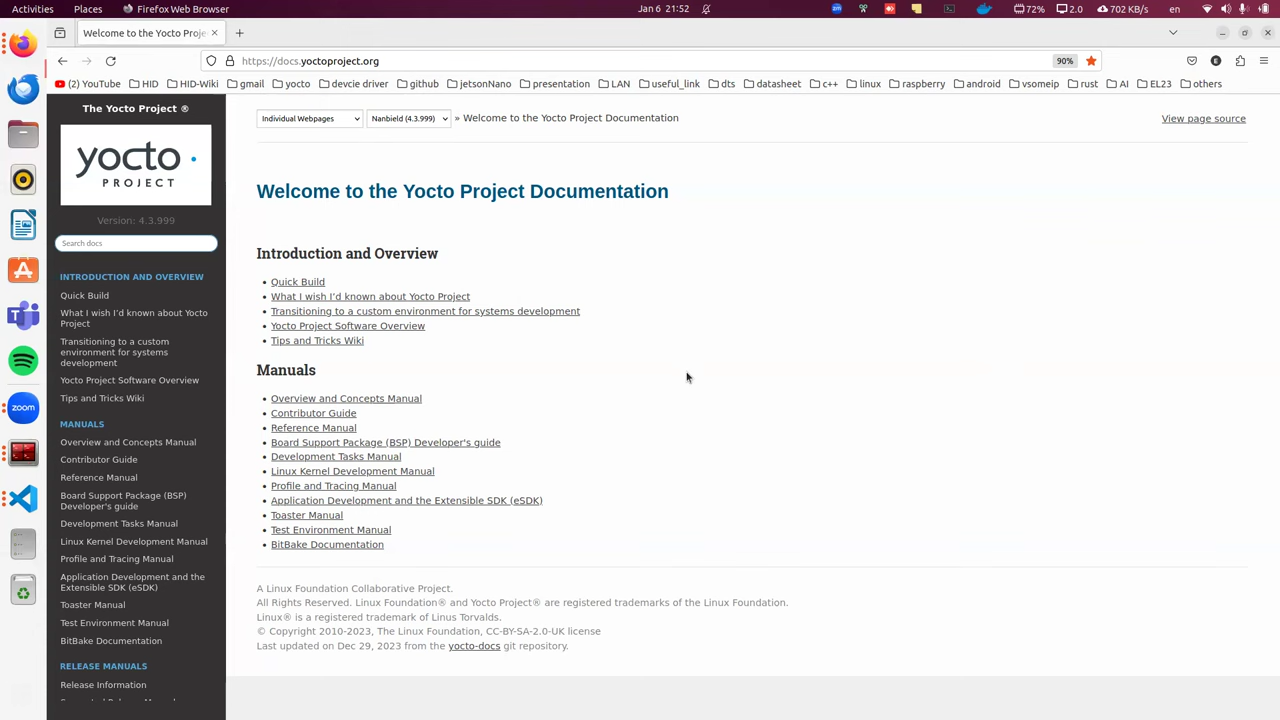 Activities Places Firefox Web Browser Jan 6 21:52 72% 2.0 702 KB/s en
Welcome to the Yocto Proje
https://docs.yoctoproject.org 90%
(2) YouTube HID HID-Wiki gmail yocto devcie driver github jetsonNano presentation LAN useful_link dts datasheet c++ linux raspberry android vsomeip rust AI EL23 others
The Yocto Project ®
yocto
PROJECT
Version: 4.3.999
Search docs
INTRODUCTION AND OVERVIEW
Quick Build
What I wish I'd known about Yocto
Project
Transitioning to a custom
environment for systems
development
Yocto Project Software Overview
Tips and Tricks Wiki
MANUALS
Overview and Concepts Manual
Contributor Guide
Reference Manual
Board Support Package (BSP)
Developer's guide
Development Tasks Manual
Linux Kernel Development Manual
Profile and Tracing Manual
Application Development and the
Extensible SDK (eSDK)
Toaster Manual
Test Environment Manual
BitBake Documentation
RELEASE MANUALS
Release Information
Individual Webpages Nanbield (4.3.999) » Welcome to the Yocto Project Documentation View page source
Welcome to the Yocto Project Documentation
Introduction and Overview
• Quick Build
• What I wish I'd known about Yocto Project
• Transitioning to a custom environment for systems development
• Yocto Project Software Overview
• Tips and Tricks Wiki
Manuals
• Overview and Concepts Manual
• Contributor Guide
• Reference Manual
• Board Support Package (BSP) Developer's guide
• Development Tasks Manual
• Linux Kernel Development Manual
• Profile and Tracing Manual
• Application Development and the Extensible SDK (eSDK)
• Toaster Manual
• Test Environment Manual
• BitBake Documentation
A Linux Foundation Collaborative Project.
All Rights Reserved. Linux Foundation® and Yocto Project® are registered trademarks of the Linux Foundation.
Linux® is a registered trademark of Linus Torvalds.
© Copyright 2010-2023, The Linux Foundation, CC-BY-SA-2.0-UK license
Last updated on Dec 29, 2023 from the yocto-docs git repository.
zoom